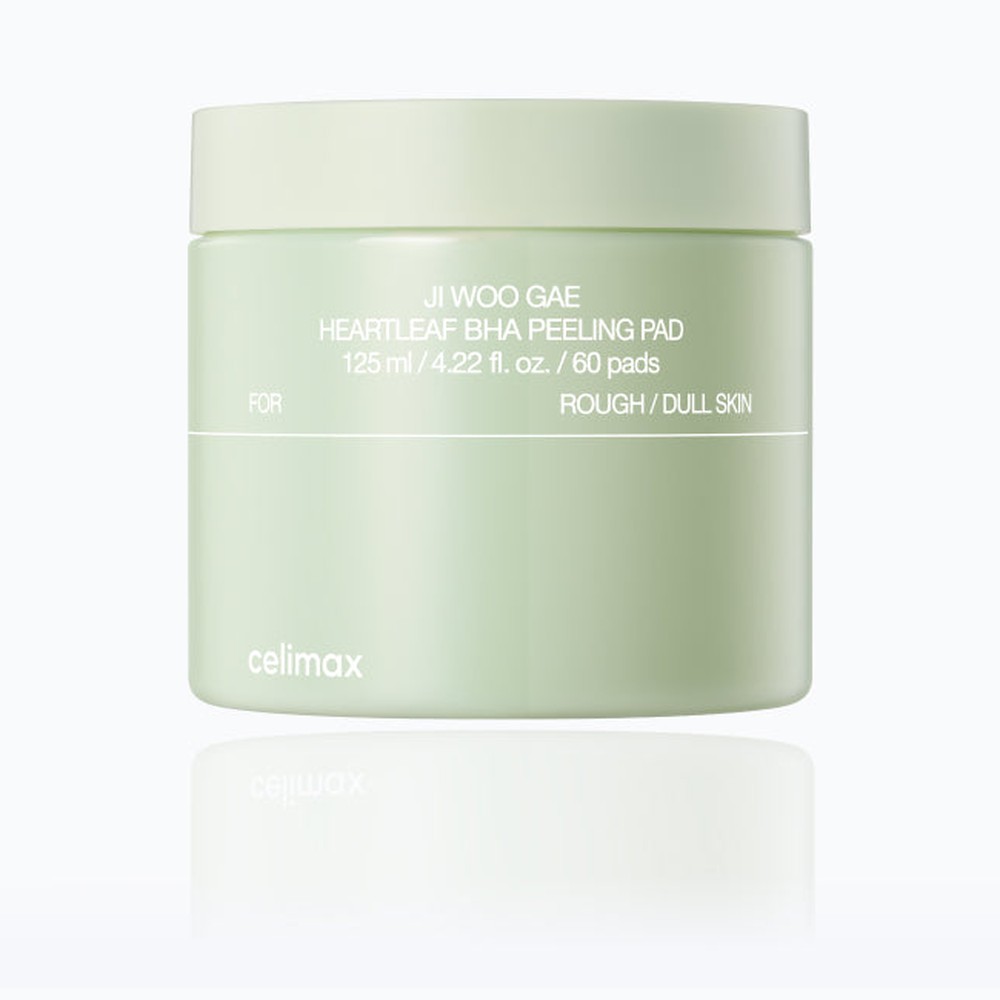 JI WOO GAE
HEARTLEAF BHA PEELING PAD
125 ml / 4.22 fl. oz. / 60 pads
FOR ROUGH / DULL SKIN
celimax
celimax